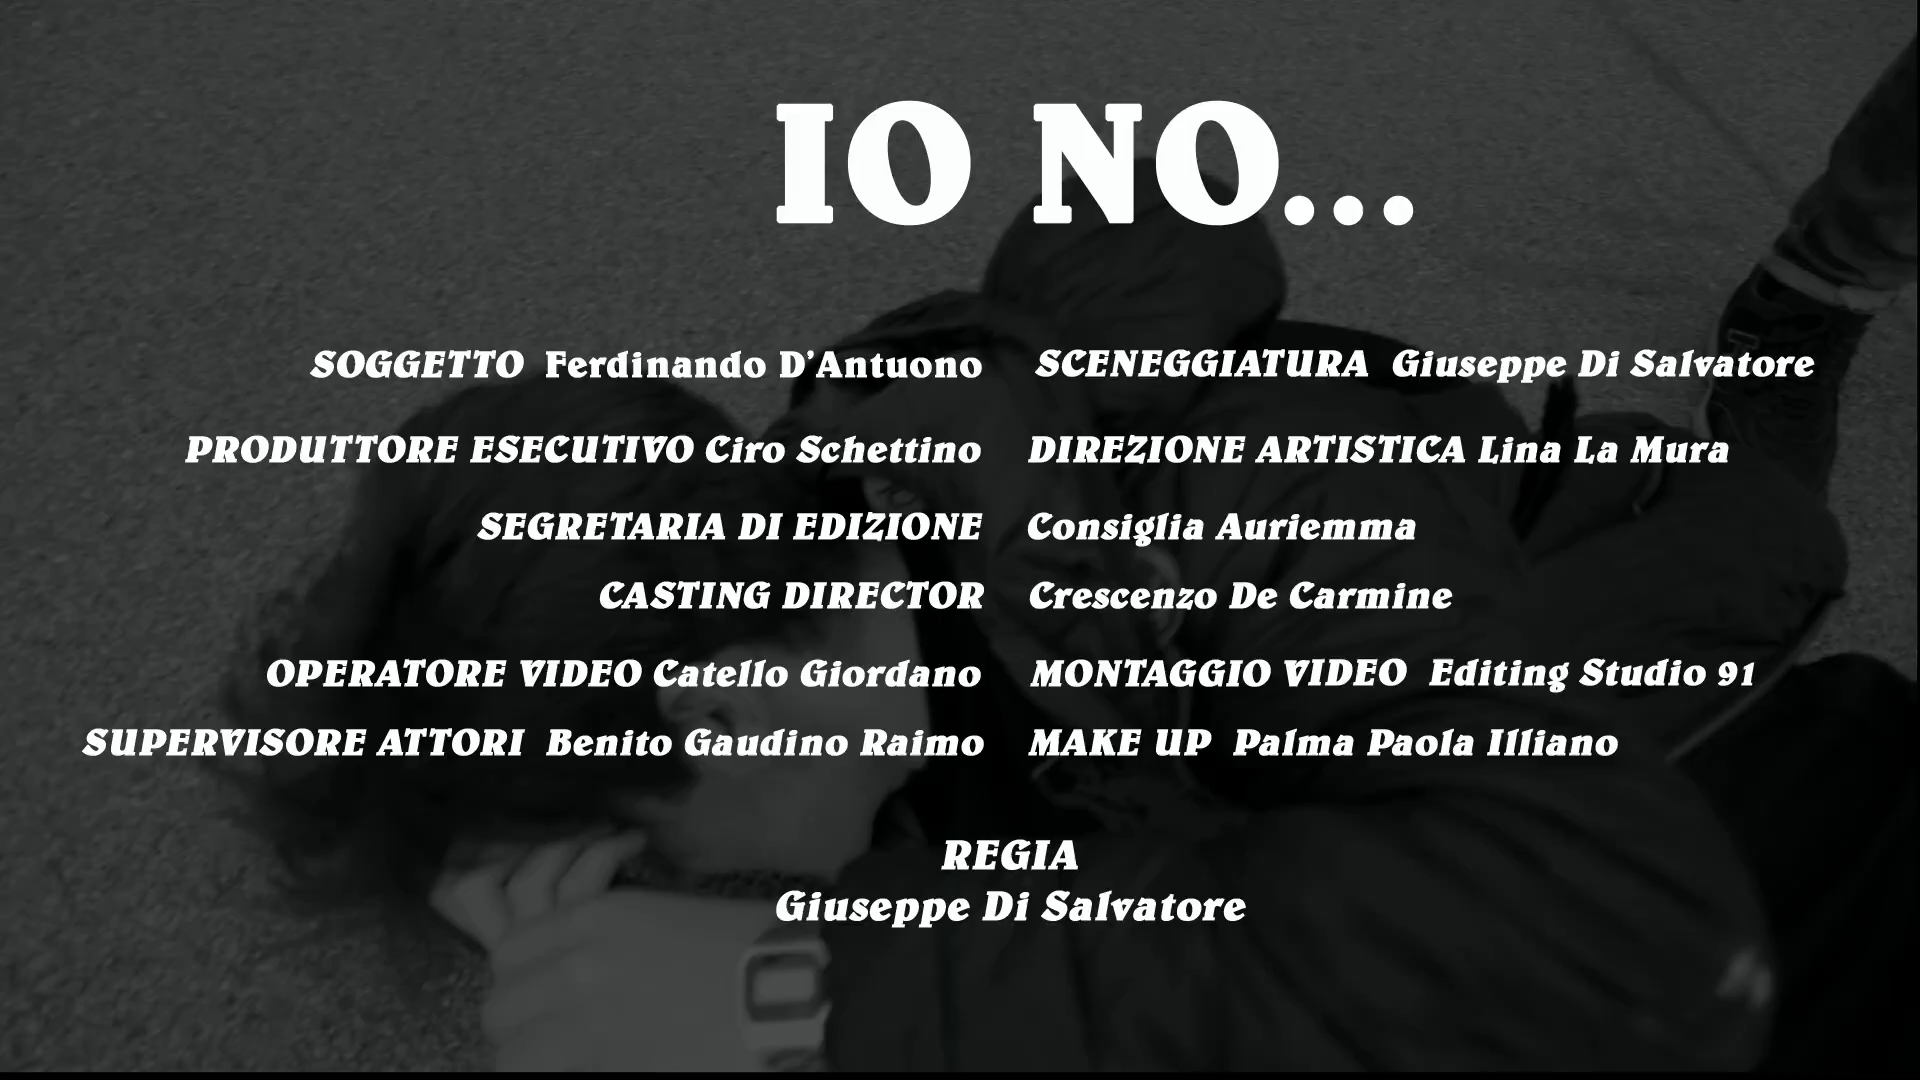 IO NO...
SOGGETTO Ferdinando D'Antuono SCENEGGIATURA Giuseppe Di Salvatore
PRODUTTORE ESECUTIVO Ciro Schettino DIREZIONE ARTISTICA Lina La Mura
SEGRETARIA DI EDIZIONE Consiglia Auriemma
CASTING DIRECTOR Crescenzo De Carmine
OPERATORE VIDEO Catello Giordano MONTAGGIO VIDEO Editing Studio 91
SUPERVISORE ATTORI Benito Gaudino Raimo MAKE UP Palma Paola Illiano
REGIA
Giuseppe Di Salvatore